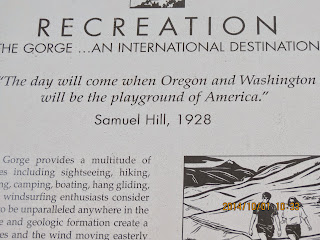 RECREATION
THE GORGE ...AN INTERNATIONAL DESTINATION
"The day will come when Oregon and Washington
will be the playground of America."
Samuel Hill, 1928
Gorge provides a multitude of
es including sightseeing, hiking,
ng, camping, boating, hang gliding,
windsurfing enthusiasts consider
to be unparalleled anywhere in the
e and geologic formation create a
es and the wind moving easterly